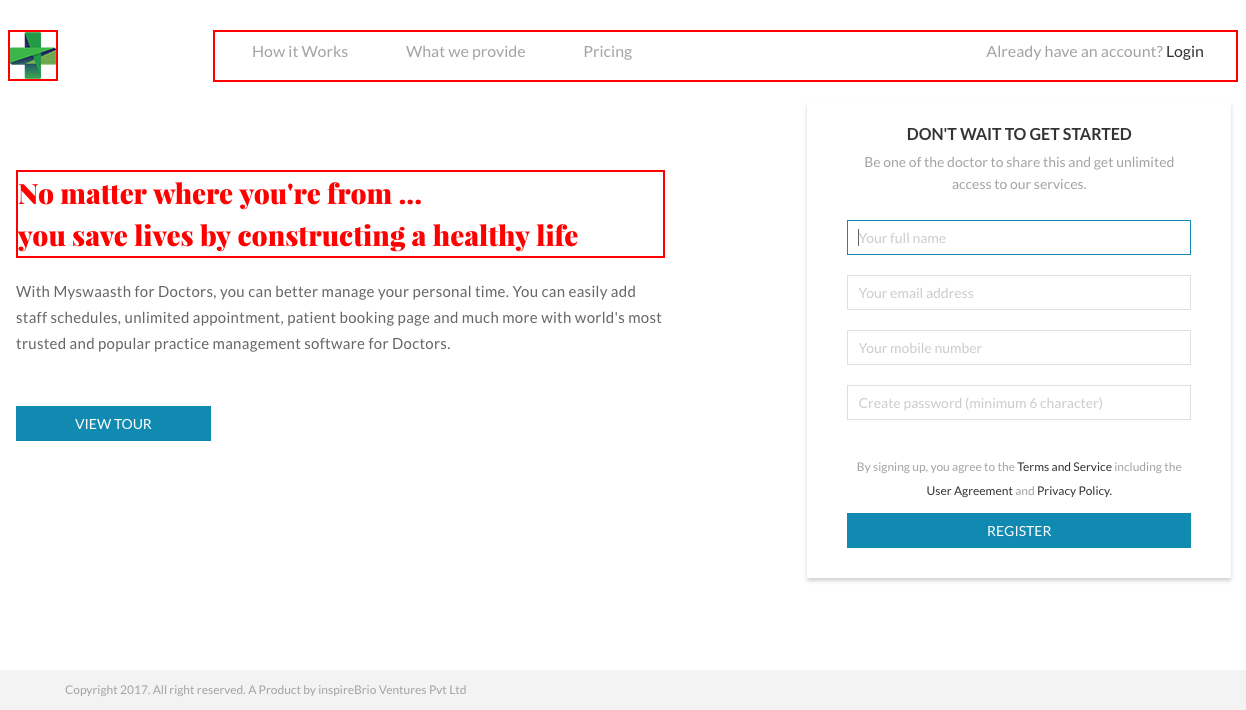 How it Works
What we provide
Pricing
Already have an account? Login
No matter where you're from ...
you save lives by constructing a healthy life
With Myswaasth for Doctors, you can better manage your personal time. You can easily add
staff schedules, unlimited appointment, patient booking page and much more with world's most
trusted and popular practice management software for Doctors.
VIEW TOUR
DON'T WAIT TO GET STARTED
Be one of the doctor to share this and get unlimited
access to our services.
Your full name
Your email address
Your mobile number
Create password (minimum 6 character)
By signing up, you agree to the Terms and Service including the
User Agreement and Privacy Policy.
REGISTER
Copyright 2017. All right reserved. A Product by inspireBrio Ventures Pvt Ltd